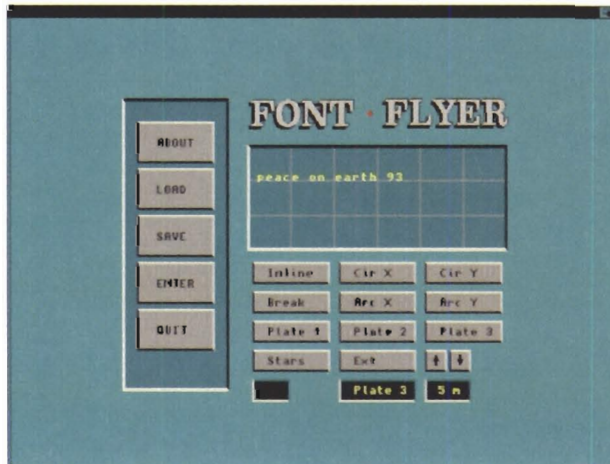 FONT · FLYER
ABOUT
LOAD
SAVE
ENTER
QUIT
peace on earth 93
Inline Cir X Cir Y
Break Arc X Arc Y
Plate 1 Plate 2 Plate 3
Stars Ext ↑ ↓
Plate 3 5 m